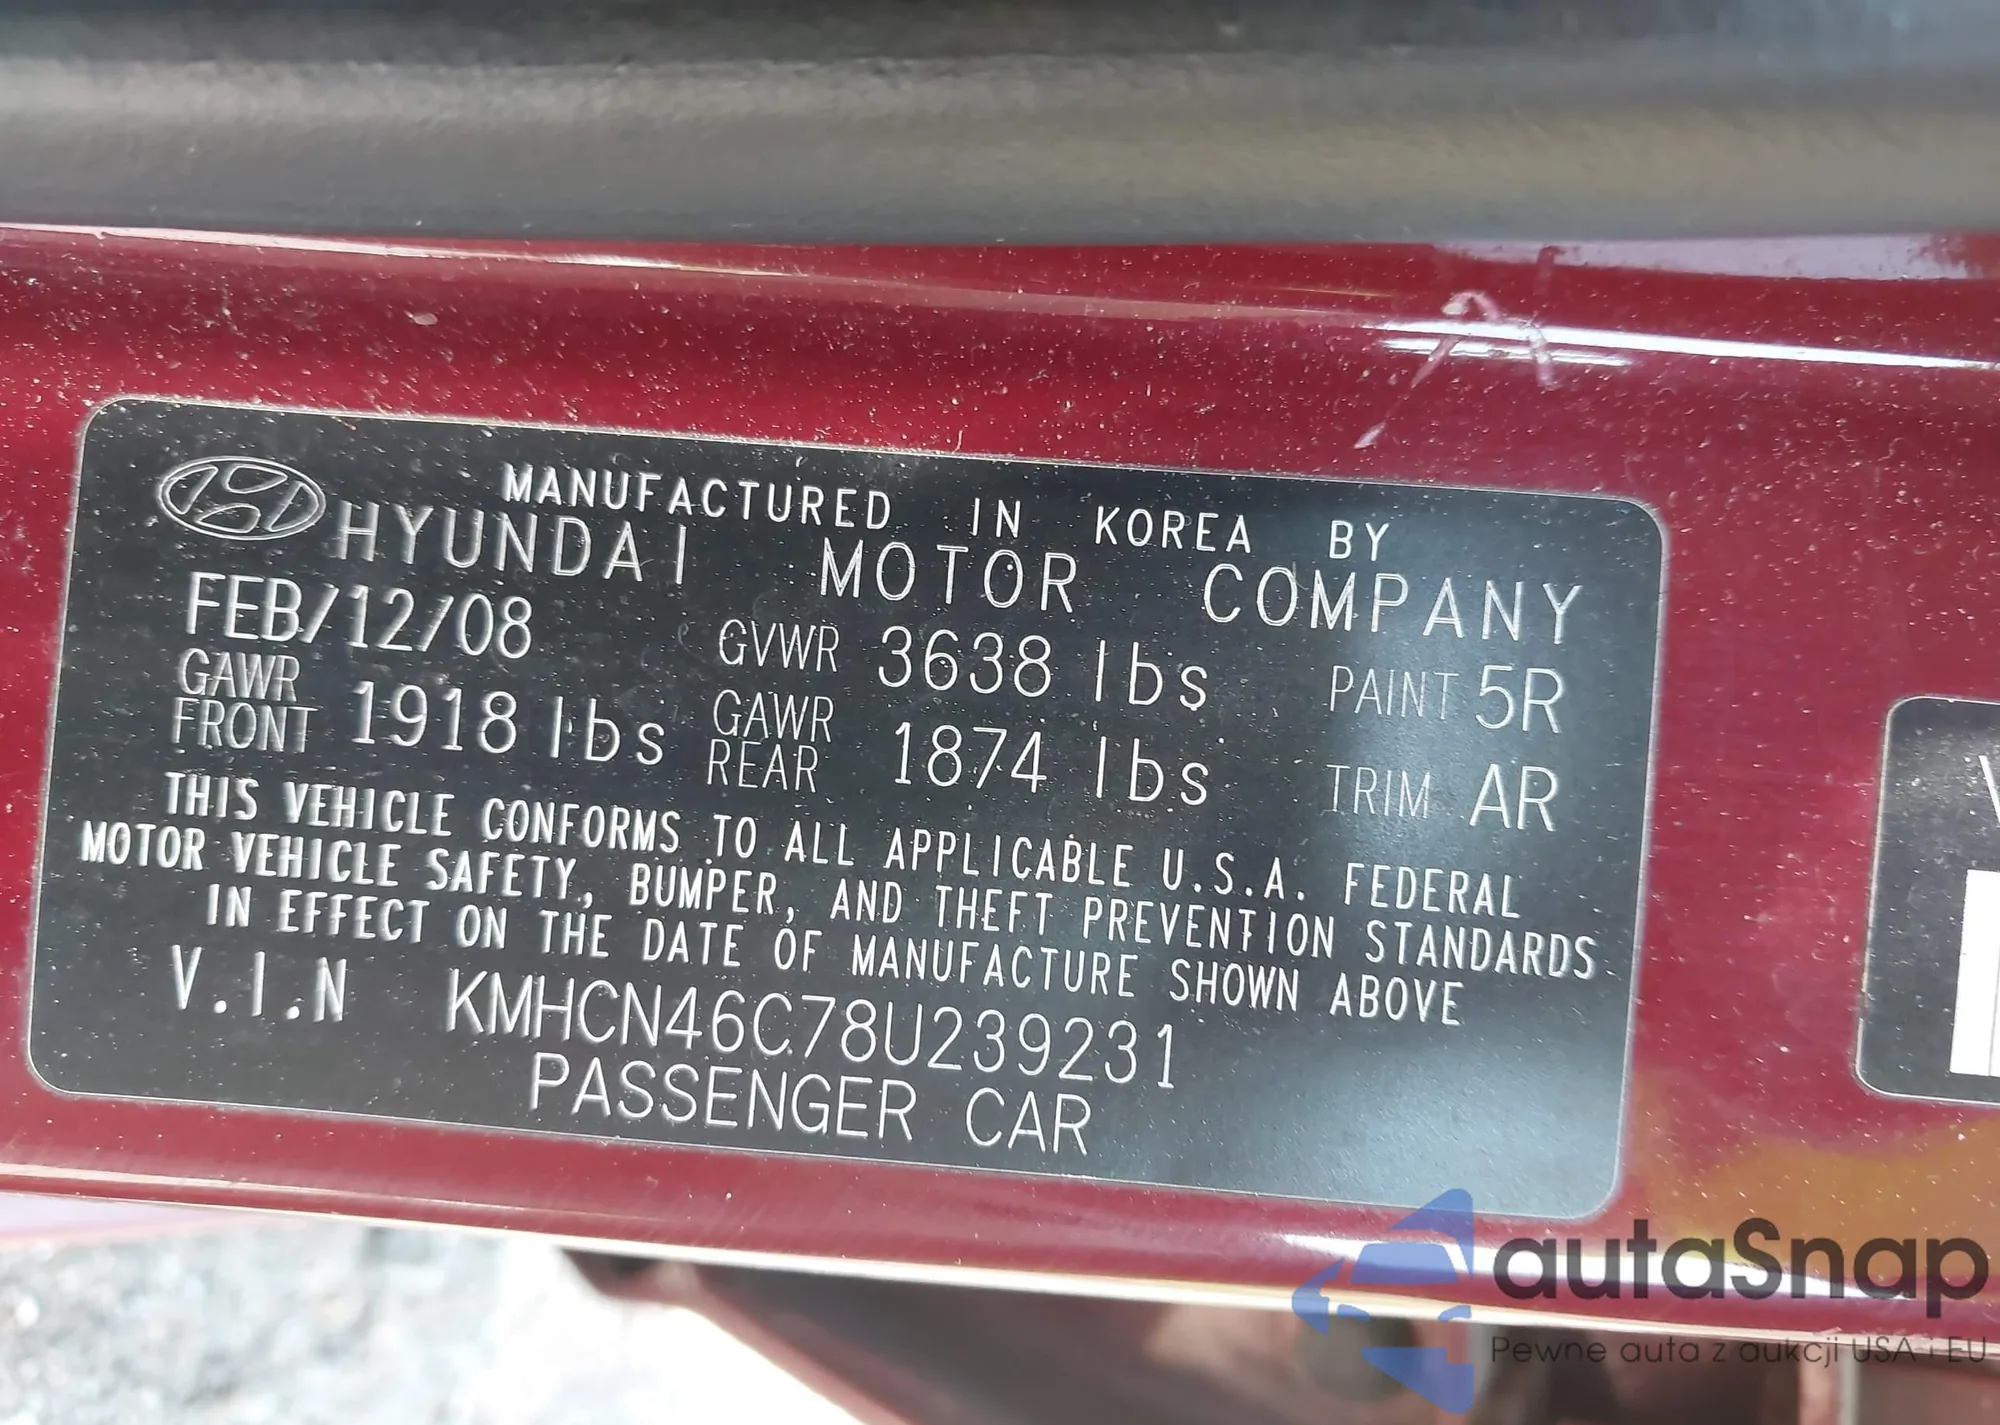 MANUFACTURED IN KOREA BY
HYUNDAI MOTOR COMPANY
FEB/12/08 GVWR 3638 lbs PAINT 5R
GAWR FRONT 1918 lbs GAWR REAR 1874 lbs TRIM AR
THIS VEHICLE CONFORMS TO ALL APPLICABLE U.S.A. FEDERAL
MOTOR VEHICLE SAFETY, BUMPER, AND THEFT PREVENTION STANDARDS
IN EFFECT ON THE DATE OF MANUFACTURE SHOWN ABOVE
V.I.N KMHCN46C78U239231
PASSENGER CAR
autaSnap
Pewne auta z aukcji USA i EU